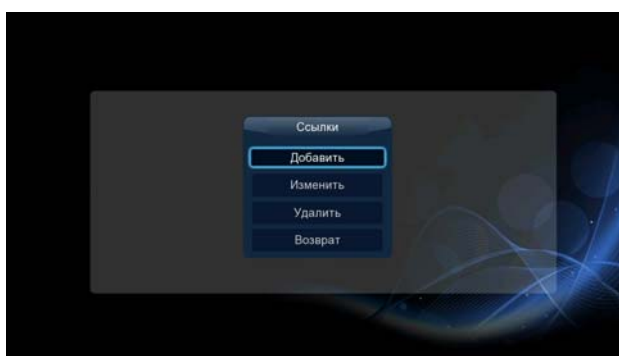 Ссылки
Добавить
Изменить
Удалить
Возврат